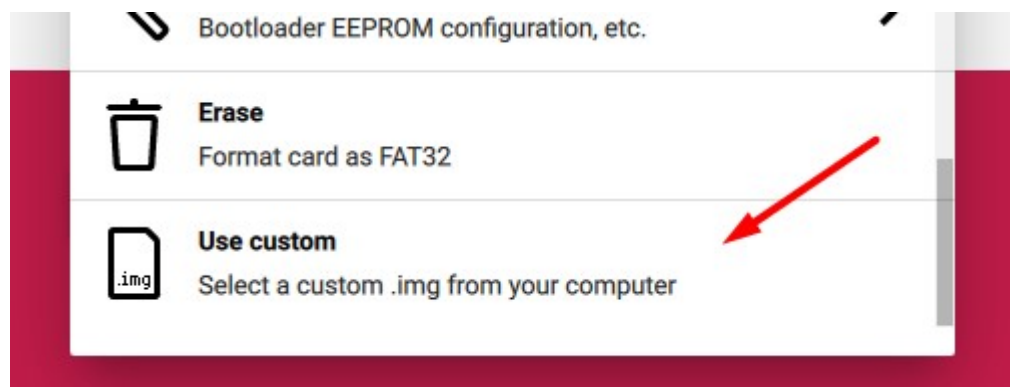 Bootloader EEPROM configuration, etc.
Erase
Format card as FAT32
Use custom
.img
Select a custom .img from your computer